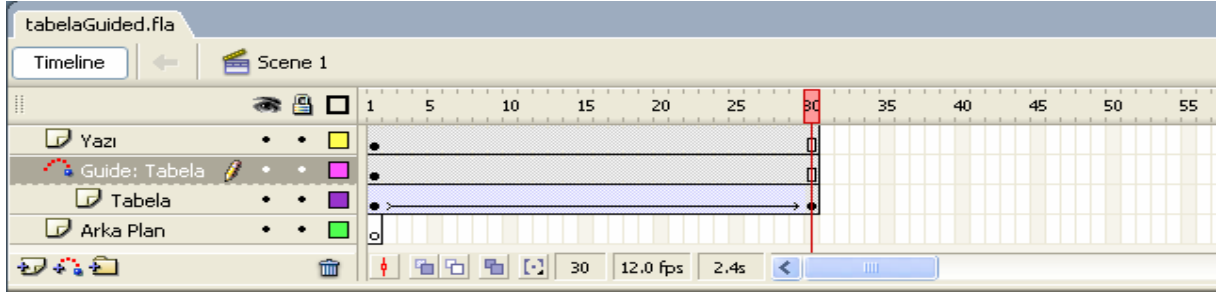 tabelaGuided.fla
Timeline Scene 1
1 5 10 15 20 25 30 35 40 45 50 55
Yazı
Guide: Tabela
Tabela
Arka Plan
30 12.0 fps 2.4s